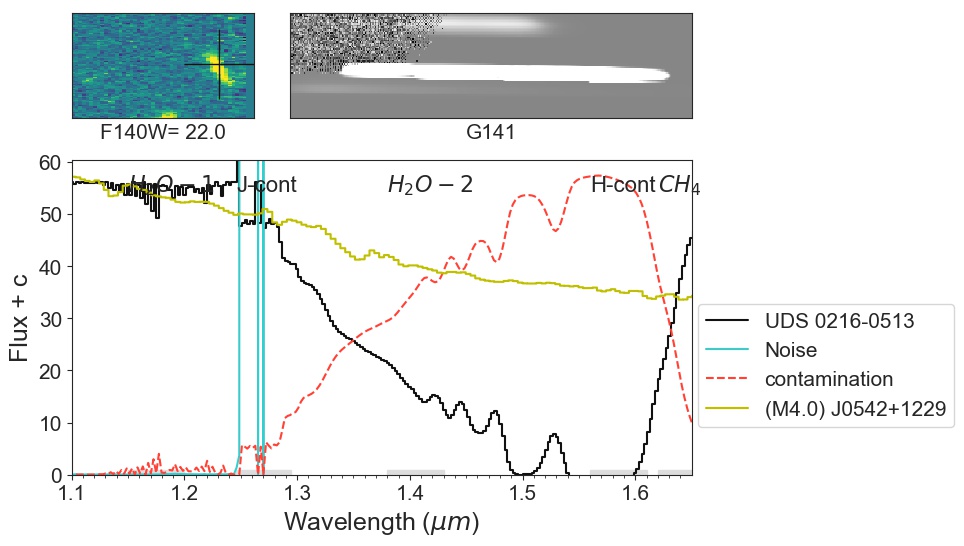 F140W= 22.0
G141
H₂O − 1 J-cont H₂O − 2 H-cont CH₄
60
50
40
30
20
10
0
Flux + c
1.1 1.2 1.3 1.4 1.5 1.6
Wavelength (μm)
UDS 0216-0513
Noise
contamination
(M4.0) J0542+1229